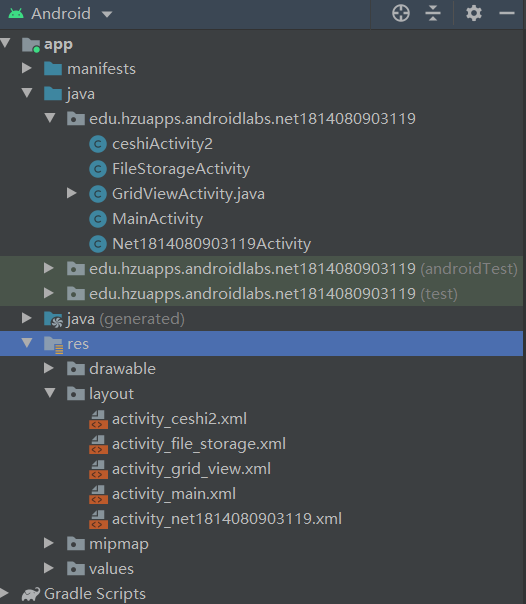 Android
app
manifests
java
edu.hzuapps.androidlabs.net1814080903119
ceshiActivity2
FileStorageActivity
GridViewActivity.java
MainActivity
Net1814080903119Activity
edu.hzuapps.androidlabs.net1814080903119 (androidTest)
edu.hzuapps.androidlabs.net1814080903119 (test)
java (generated)
res
drawable
layout
activity_ceshi2.xml
activity_file_storage.xml
activity_grid_view.xml
activity_main.xml
activity_net1814080903119.xml
mipmap
values
Gradle Scripts